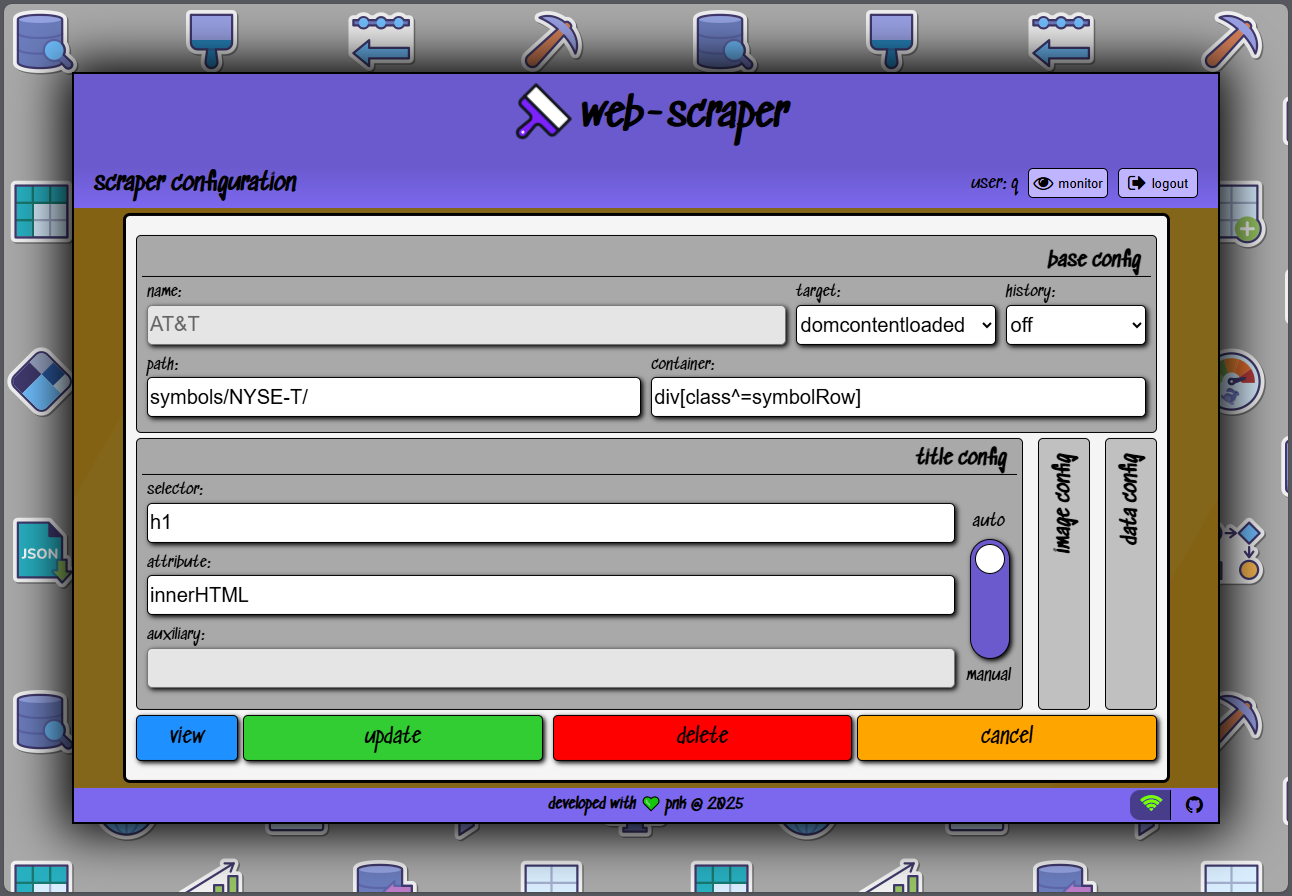 web-scraper
scraper configuration
user: q
monitor
logout
base config
name:
target:
history:
AT&T
domcontentloaded
off
path:
container:
symbols/NYSE-T/
div[class^=symbolRow]
title config
image config
data config
selector:
h1
auto
attribute:
innerHTML
auxiliary:
manual
view
update
delete
cancel
developed with pnk @ 2025
JSON